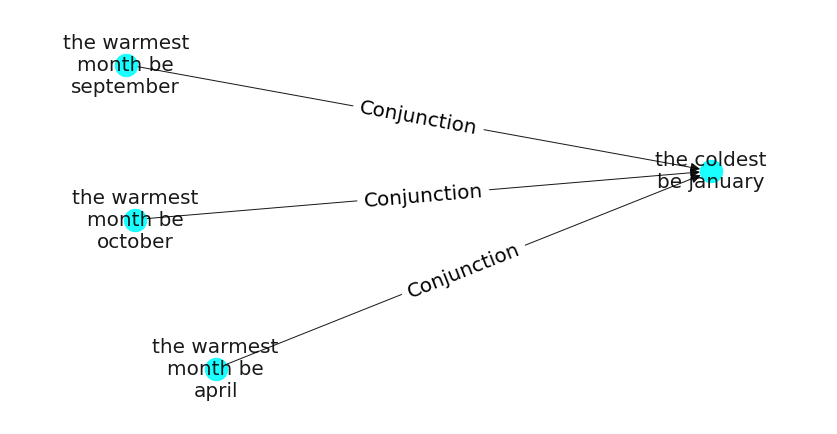 the warmest
month be
september
Conjunction
the coldest
be january
the warmest
month be
october
Conjunction
Conjunction
the warmest
month be
april